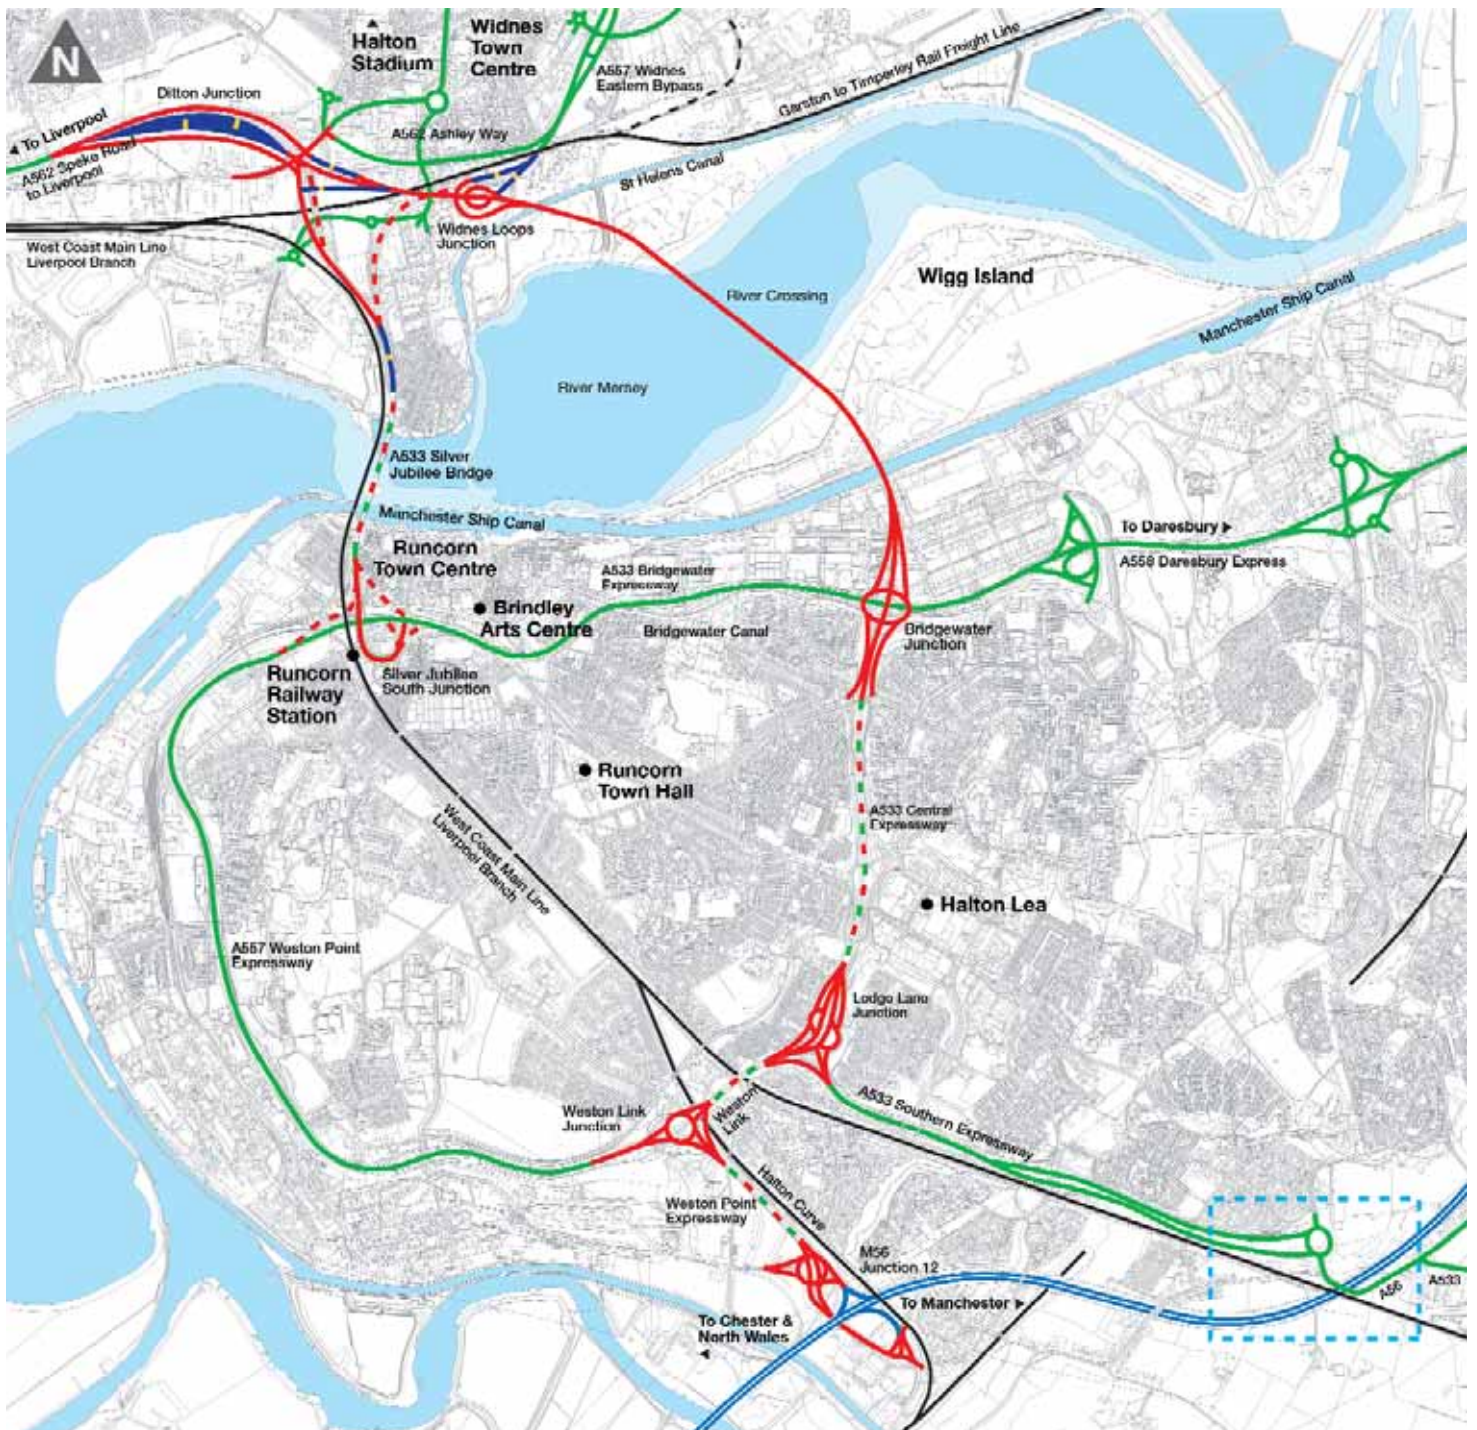 N
Halton
Stadium
Widnes
Town
Centre
A557 Widnes
Eastern Bypass
Garston to Timperley Rail Freight Line
Ditton Junction
To Liverpool
A562 Speke Road
to Liverpool
A562 Ashley Way
St Helens Canal
West Coast Main Line
Liverpool Branch
Widnes Loops
Junction
River Crossing
Wigg Island
Manchester Ship Canal
River Mersey
A533 Silver
Jubilee Bridge
Manchester Ship Canal
Runcorn
Town Centre
A533 Bridgewater
Expressway
To Daresbury
A558 Daresbury Express
Brindley
Arts Centre
Bridgewater Canal
Bridgewater
Junction
Runcorn
Railway
Station
Silver Jubilee
South Junction
Runcorn
Town Hall
A533 Central
Expressway
West Coast Main Line
Liverpool Branch
Halton Lea
A557 Weston Point
Expressway
Lodge Lane
Junction
Weston Link
Junction
Weston
Link
A533 Southern Expressway
Halton Curve
Weston Point
Expressway
M56
Junction 12
To Manchester
A56
A533
To Chester &
North Wales